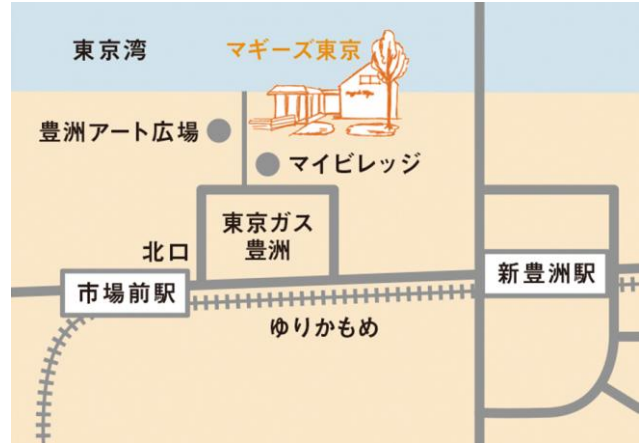 東京湾
マギーズ東京
豊洲アート広場
マイビレッジ
東京ガス
豊洲
北口
新豊洲駅
市場前駅
ゆりかもめ